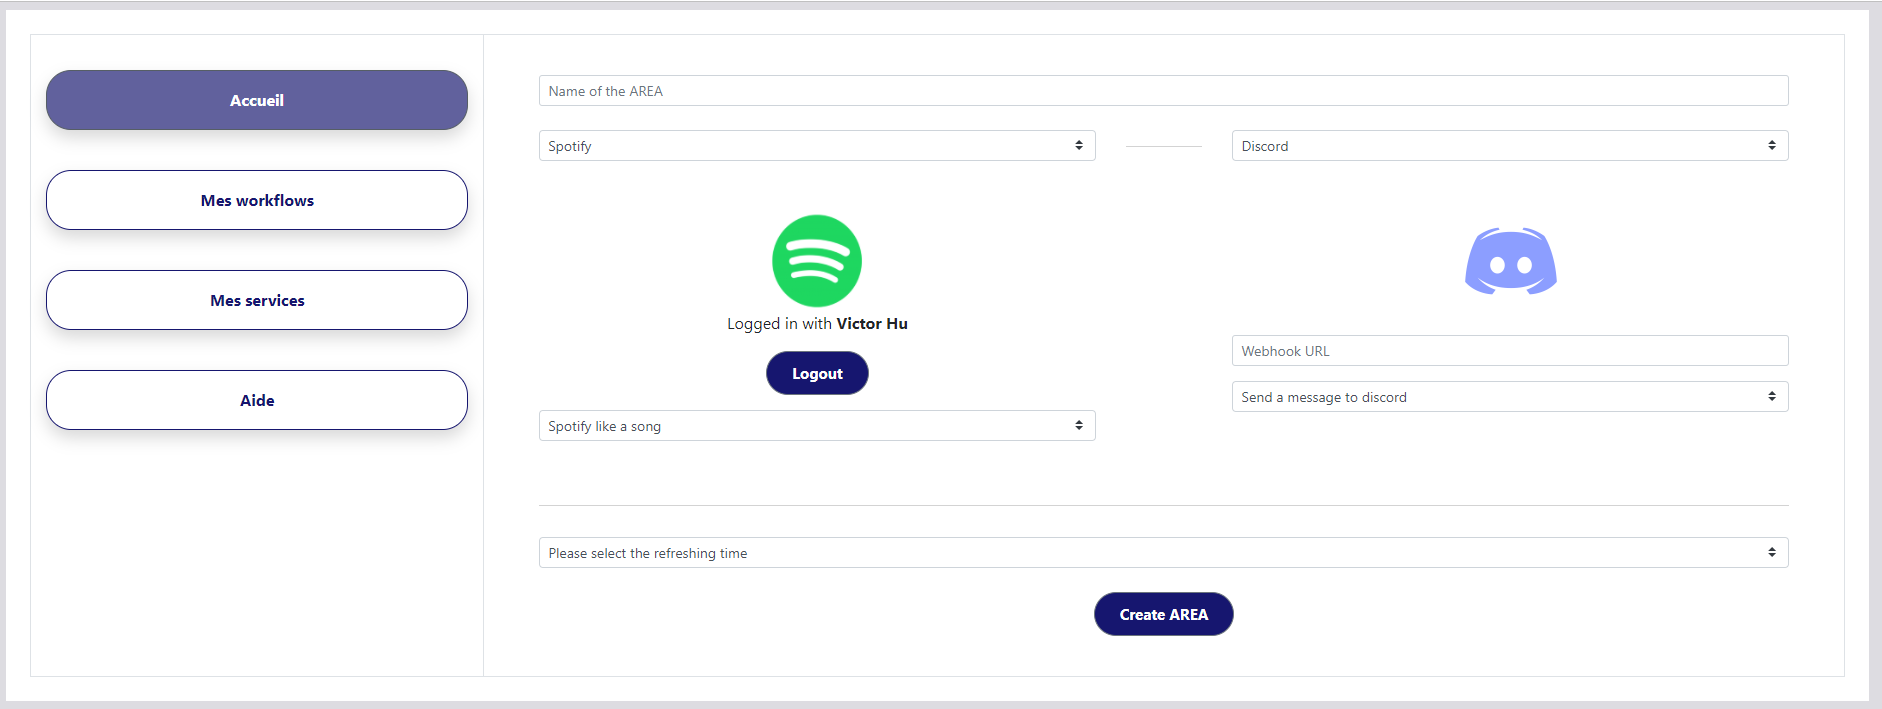 Accueil
Mes workflows
Mes services
Aide
Name of the AREA
Spotify
Discord
Logged in with Victor Hu
Logout
Spotify like a song
Webhook URL
Send a message to discord
Please select the refreshing time
Create AREA